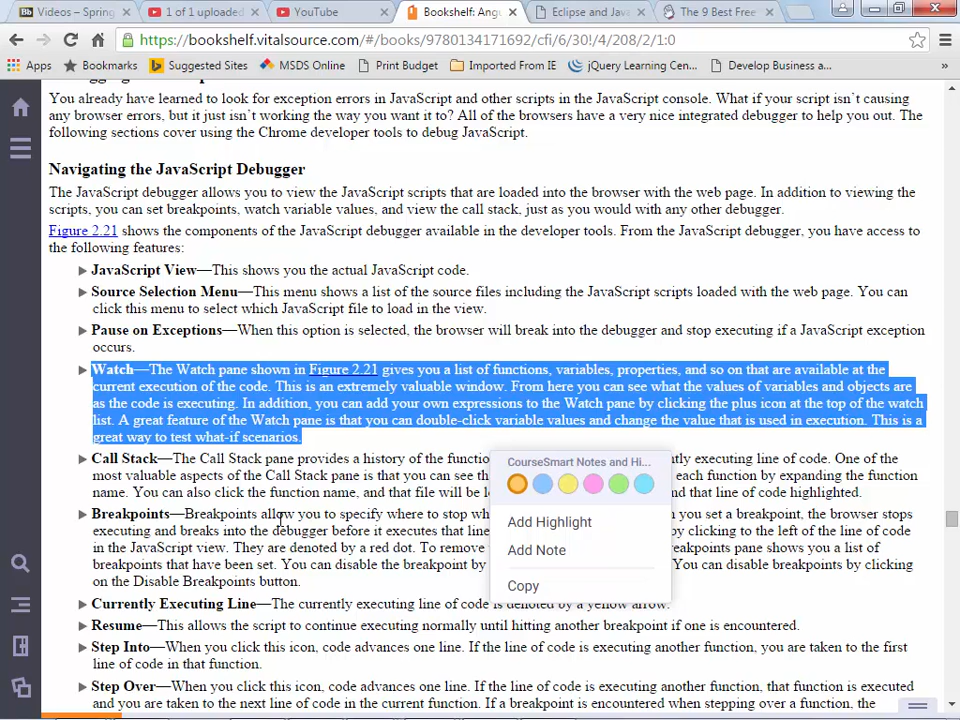 Videos – Spring
1 of 1 uploaded
YouTube
Bookshelf: Angu
Eclipse and Java
The 9 Best Free
https://bookshelf.vitalsource.com/#/books/9780134171692/cfi/6/30!/4/208/2/1:0
Apps Bookmarks Suggested Sites MSDS Online Print Budget Imported From IE jQuery Learning Cen... Develop Business a... »
You already have learned to look for exception errors in JavaScript and other scripts in the JavaScript console. What if your script isn't causing
any browser errors, but it just isn't working the way you want it to? All of the browsers have a very nice integrated debugger to help you out. The
following sections cover using the Chrome developer tools to debug JavaScript.
Navigating the JavaScript Debugger
The JavaScript debugger allows you to view the JavaScript scripts that are loaded into the browser with the web page. In addition to viewing the
scripts, you can set breakpoints, watch variable values, and view the call stack, just as you would with any other debugger.
Figure 2.21 shows the components of the JavaScript debugger available in the developer tools. From the JavaScript debugger, you have access to
the following features:
JavaScript View—This shows you the actual JavaScript code.
Source Selection Menu—This menu shows a list of the source files including the JavaScript scripts loaded with the web page. You can
click this menu to select which JavaScript file to load in the view.
Pause on Exceptions—When this option is selected, the browser will break into the debugger and stop executing if a JavaScript exception
occurs.
Watch—The Watch pane shown in Figure 2.21 gives you a list of functions, variables, properties, and so on that are available at the
current execution of the code. This is an extremely valuable window. From here you can see what the values of variables and objects are
as the code is executing. In addition, you can add your own expressions to the Watch pane by clicking the plus icon at the top of the watch
list. A great feature of the Watch pane is that you can double-click variable values and change the value that is used in execution. This is a
great way to test what-if scenarios.
Call Stack—The Call Stack pane provides a history of the functio ntly executing line of code. One of the
most valuable aspects of the Call Stack pane is that you can see th each function by expanding the function
name. You can also click the function name, and that file will be l and that line of code highlighted.
CourseSmart Notes and Hi...
Add Highlight
Add Note
Copy
Breakpoints—Breakpoints allow you to specify where to stop wh n you set a breakpoint, the browser stops
executing and breaks into the debugger before it executes that line by clicking to the left of the line of code
in the JavaScript view. They are denoted by a red dot. To remove reakpoints pane shows you a list of
breakpoints that have been set. You can disable the breakpoint by You can disable breakpoints by clicking
on the Disable Breakpoints button.
Currently Executing Line—The currently executing line of code is denoted by a yellow arrow.
Resume—This allows the script to continue executing normally until hitting another breakpoint if one is encountered.
Step Into—When you click this icon, code advances one line. If the line of code is executing another function, you are taken to the first
line of code in that function.
Step Over—When you click this icon, code advances one line. If the line of code is executing another function, that function is executed
and you are taken to the next line of code in the current function. If a breakpoint is encountered when stepping over a function, the